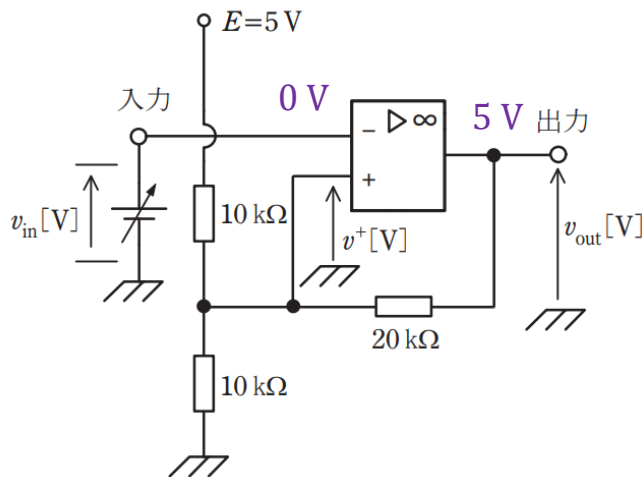 E=5 V
入力
0 V
5 V
出力
− ▷ ∞
+
v_in[V]
10 kΩ
v⁺[V]
v_out[V]
20 kΩ
10 kΩ